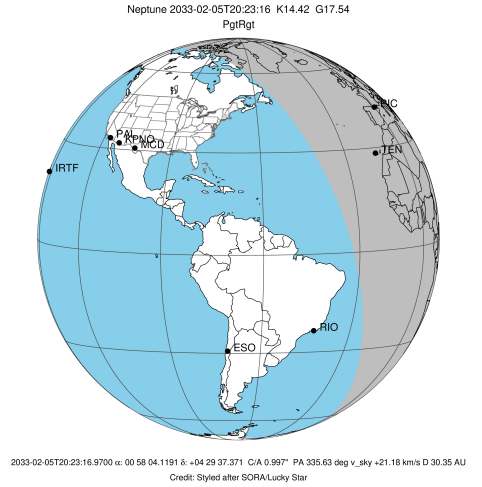 Neptune 2033-02-05T20:23:16 K14.42 G17.54
PgtRgt
PIC
PAL
KPNO
MCD
TEN
IRTF
RIO
ESO
2033-02-05T20:23:16.9700 α: 00 58 04.1191 δ: +04 29 37.371 C/A 0.997" PA 335.63 deg v_sky +21.18 km/s D 30.35 AU
Credit: Styled after SORA/Lucky Star